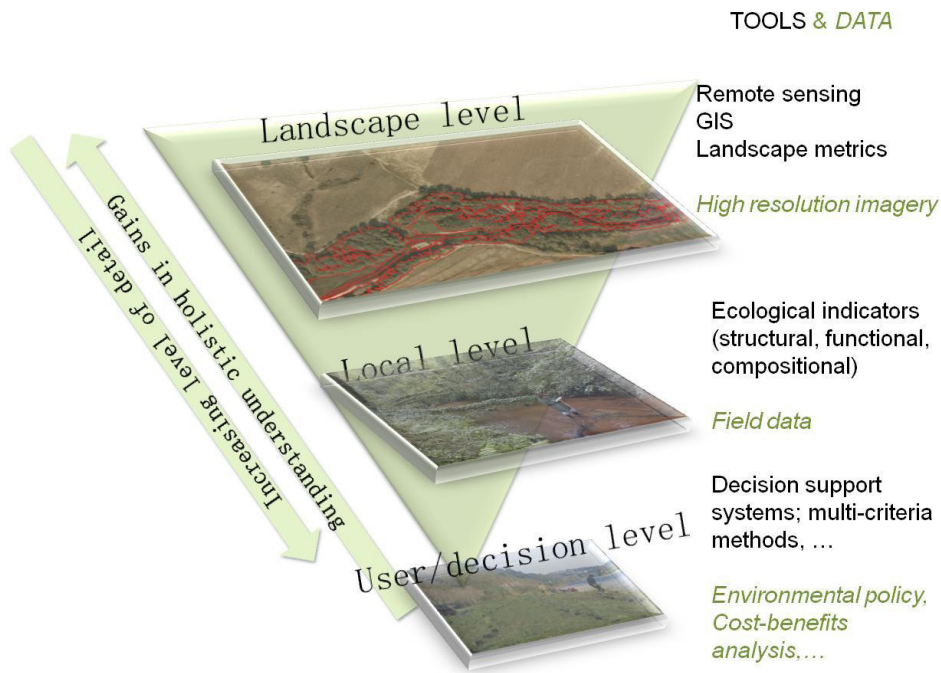 TOOLS & DATA
Landscape level
Remote sensing
GIS
Landscape metrics
High resolution imagery
Gains in holistic understanding
Increasing level of detail
Local level
Ecological indicators
(structural, functional,
compositional)
Field data
User/decision level
Decision support
systems; multi-criteria
methods, …
Environmental policy,
Cost-benefits
analysis,…